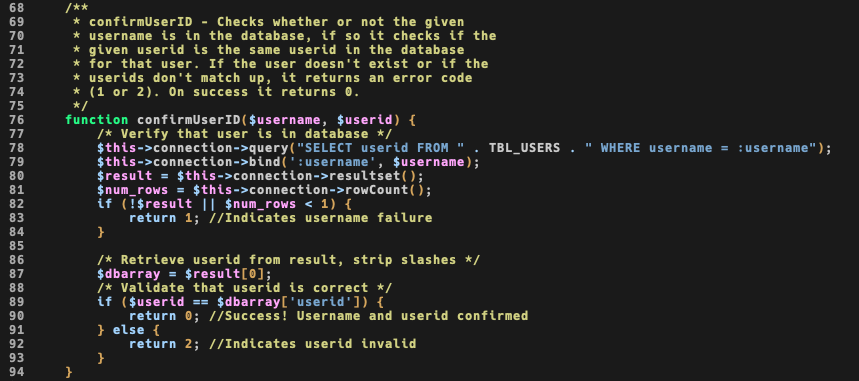 68     /**
69      * confirmUserID - Checks whether or not the given
70      * username is in the database, if so it checks if the
71      * given userid is the same userid in the database
72      * for that user. If the user doesn't exist or if the
73      * userids don't match up, it returns an error code
74      * (1 or 2). On success it returns 0.
75      */
76     function confirmUserID($username, $userid) {
77         /* Verify that user is in database */
78         $this->connection->query("SELECT userid FROM " . TBL_USERS . " WHERE username = :username");
79         $this->connection->bind(':username', $username);
80         $result = $this->connection->resultset();
81         $num_rows = $this->connection->rowCount();
82         if (!$result || $num_rows < 1) {
83             return 1; //Indicates username failure
84         }
85
86         /* Retrieve userid from result, strip slashes */
87         $dbarray = $result[0];
88         /* Validate that userid is correct */
89         if ($userid == $dbarray['userid']) {
90             return 0; //Success! Username and userid confirmed
91         } else {
92             return 2; //Indicates userid invalid
93         }
94     }